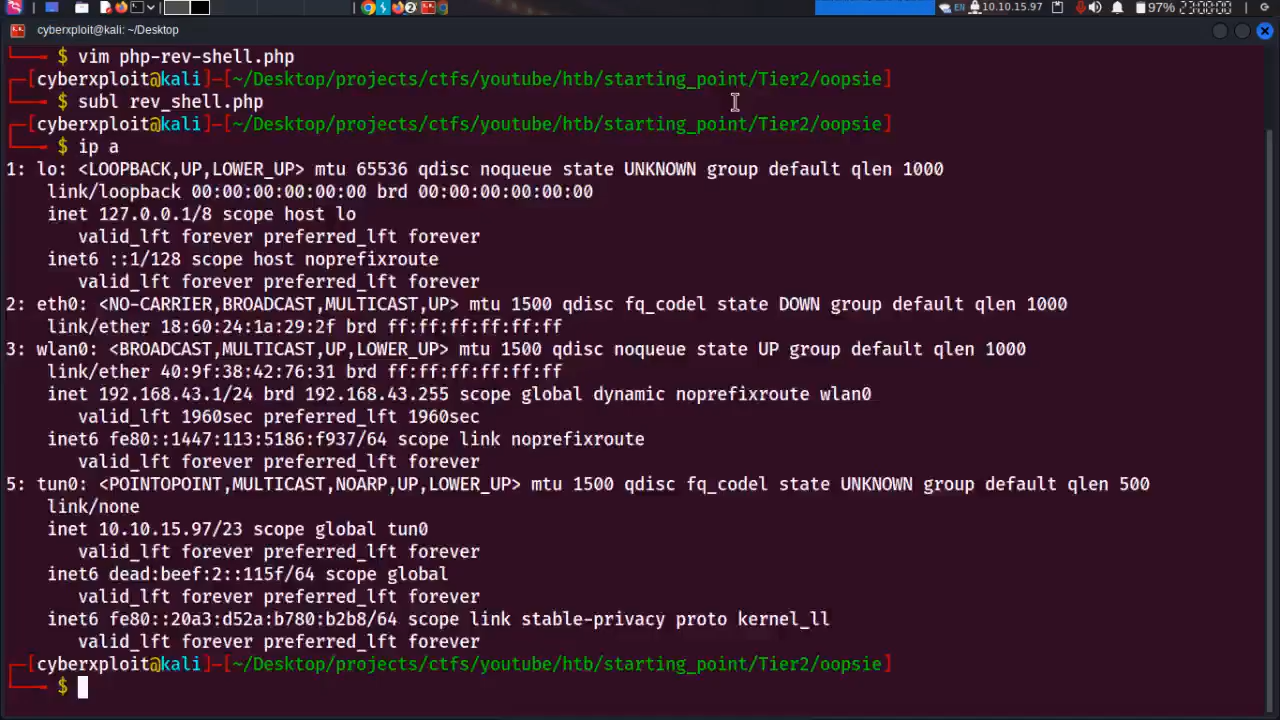 EN 10.10.15.97 97% 23:00:00
cyberxploit@kali: ~/Desktop
$ vim php-rev-shell.php
[cyberxploit@kali]-[~/Desktop/projects/ctfs/youtube/htb/starting_point/Tier2/oopsie]
$ subl rev_shell.php
[cyberxploit@kali]-[~/Desktop/projects/ctfs/youtube/htb/starting_point/Tier2/oopsie]
$ ip a
1: lo: <LOOPBACK,UP,LOWER_UP> mtu 65536 qdisc noqueue state UNKNOWN group default qlen 1000
link/loopback 00:00:00:00:00:00 brd 00:00:00:00:00:00
inet 127.0.0.1/8 scope host lo
valid_lft forever preferred_lft forever
inet6 ::1/128 scope host noprefixroute
valid_lft forever preferred_lft forever
2: eth0: <NO-CARRIER,BROADCAST,MULTICAST,UP> mtu 1500 qdisc fq_codel state DOWN group default qlen 1000
link/ether 18:60:24:1a:29:2f brd ff:ff:ff:ff:ff:ff
3: wlan0: <BROADCAST,MULTICAST,UP,LOWER_UP> mtu 1500 qdisc noqueue state UP group default qlen 1000
link/ether 40:9f:38:42:76:31 brd ff:ff:ff:ff:ff:ff
inet 192.168.43.1/24 brd 192.168.43.255 scope global dynamic noprefixroute wlan0
valid_lft 1960sec preferred_lft 1960sec
inet6 fe80::1447:113:5186:f937/64 scope link noprefixroute
valid_lft forever preferred_lft forever
5: tun0: <POINTOPOINT,MULTICAST,NOARP,UP,LOWER_UP> mtu 1500 qdisc fq_codel state UNKNOWN group default qlen 500
link/none
inet 10.10.15.97/23 scope global tun0
valid_lft forever preferred_lft forever
inet6 dead:beef:2::115f/64 scope global
valid_lft forever preferred_lft forever
inet6 fe80::20a3:d52a:b780:b2b8/64 scope link stable-privacy proto kernel_ll
valid_lft forever preferred_lft forever
[cyberxploit@kali]-[~/Desktop/projects/ctfs/youtube/htb/starting_point/Tier2/oopsie]
$